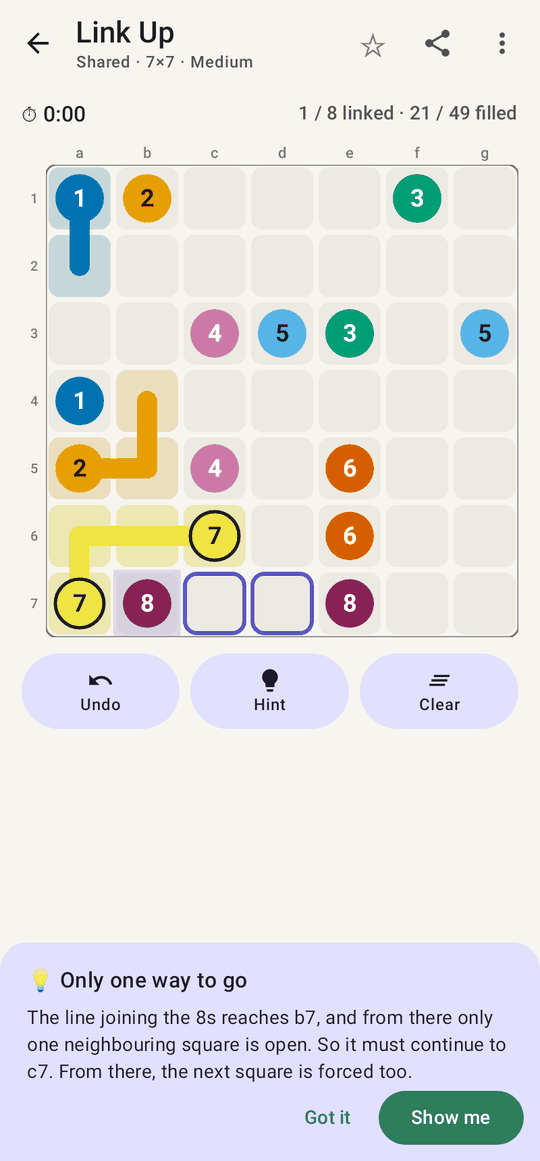 Link Up
Shared · 7×7 · Medium
0:00
1 / 8 linked · 21 / 49 filled
a b c d e f g
1 1 2 3
2
3 4 5 3 5
4 1
5 2 4 6
6 7 6
7 7 8 8
Undo Hint Clear
Only one way to go
The line joining the 8s reaches b7, and from there only
one neighbouring square is open. So it must continue to
c7. From there, the next square is forced too.
Got it Show me